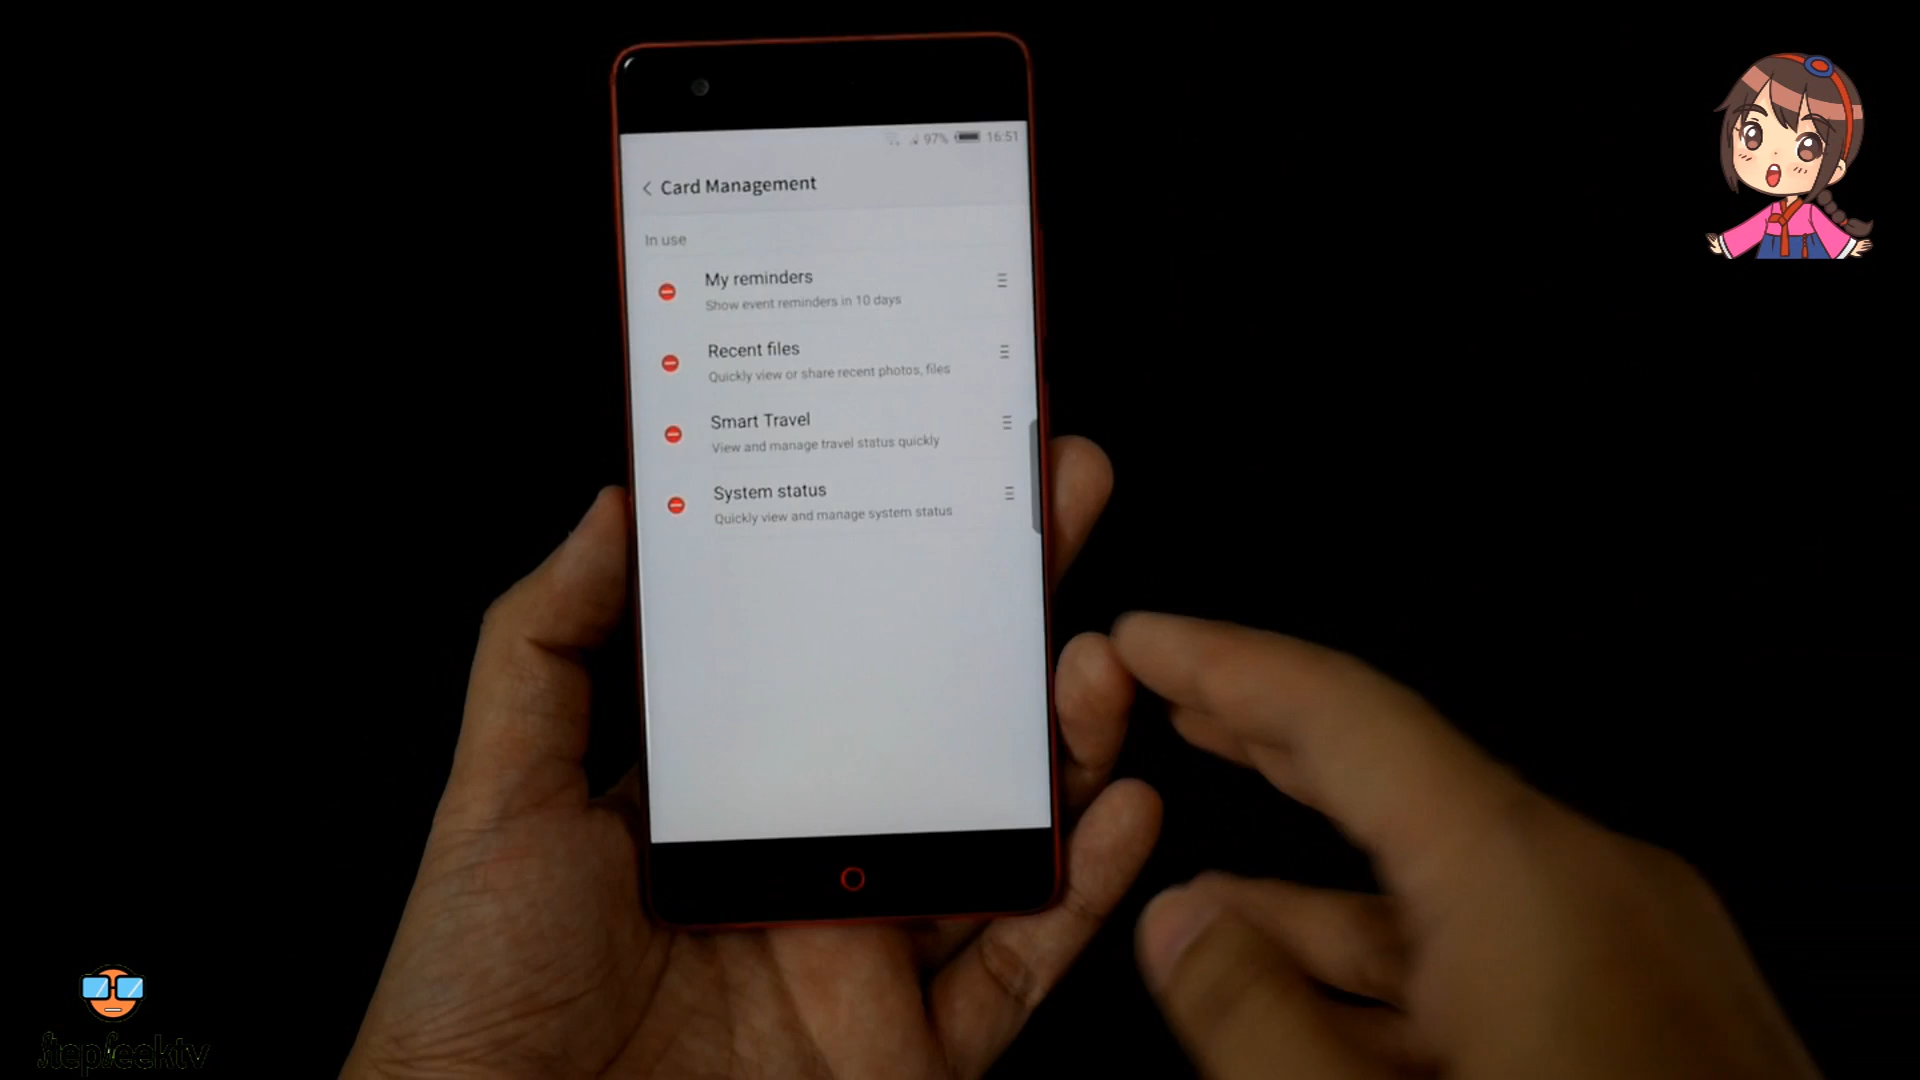 97% 16:51
Card Management
In use
My reminders
Show event reminders in 10 days
Recent files
Quickly view or share recent photos, files
Smart Travel
View and manage travel status quickly
System status
Quickly view and manage system status